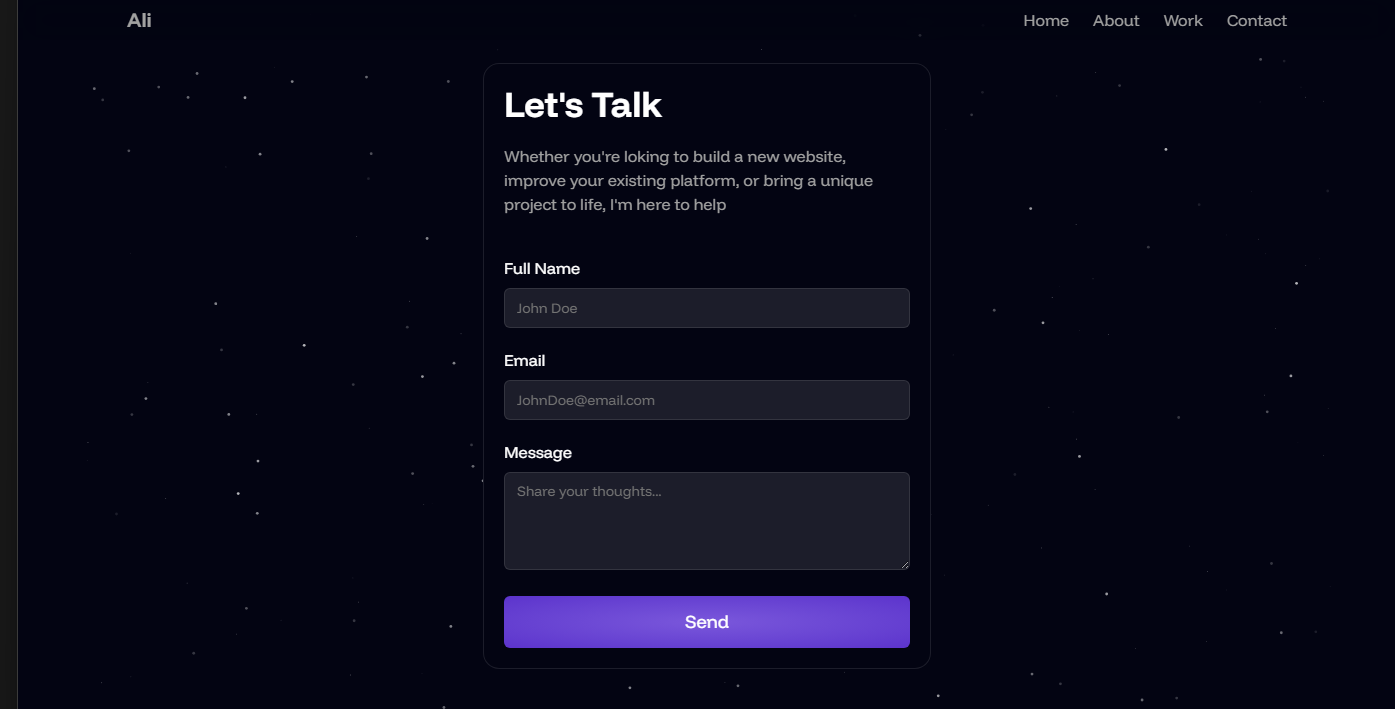 Ali
Home About Work Contact
Let's Talk
Whether you're loking to build a new website,
improve your existing platform, or bring a unique
project to life, I'm here to help
Full Name
John Doe
Email
JohnDoe@email.com
Message
Share your thoughts...
Send